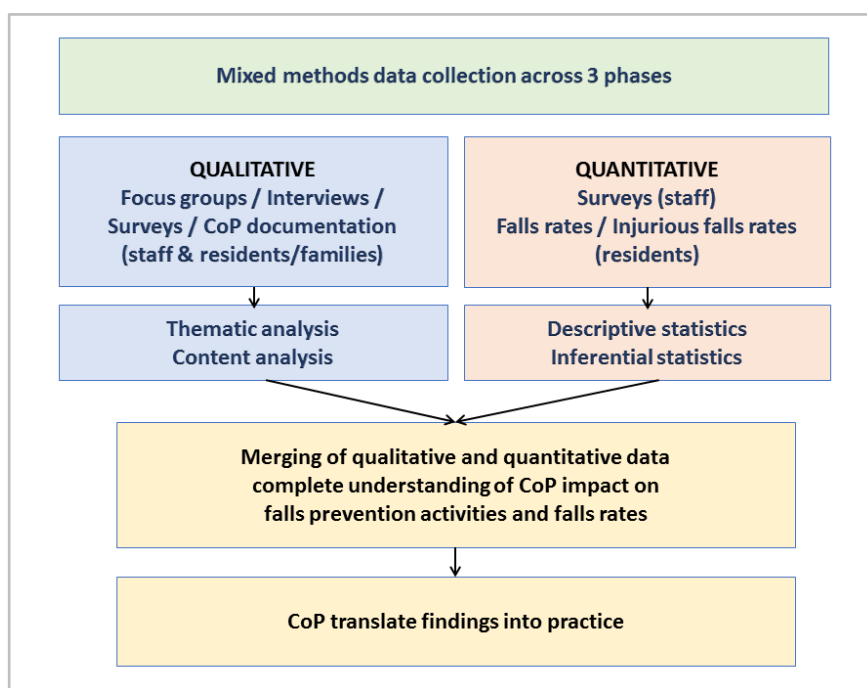 Mixed methods data collection across 3 phases
QUALITATIVE
Focus groups / Interviews /
Surveys / CoP documentation
(staff & residents/families)
QUANTITATIVE
Surveys (staff)
Falls rates / Injurious falls rates
(residents)
Thematic analysis
Content analysis
Descriptive statistics
Inferential statistics
Merging of qualitative and quantitative data
complete understanding of CoP impact on
falls prevention activities and falls rates
CoP translate findings into practice